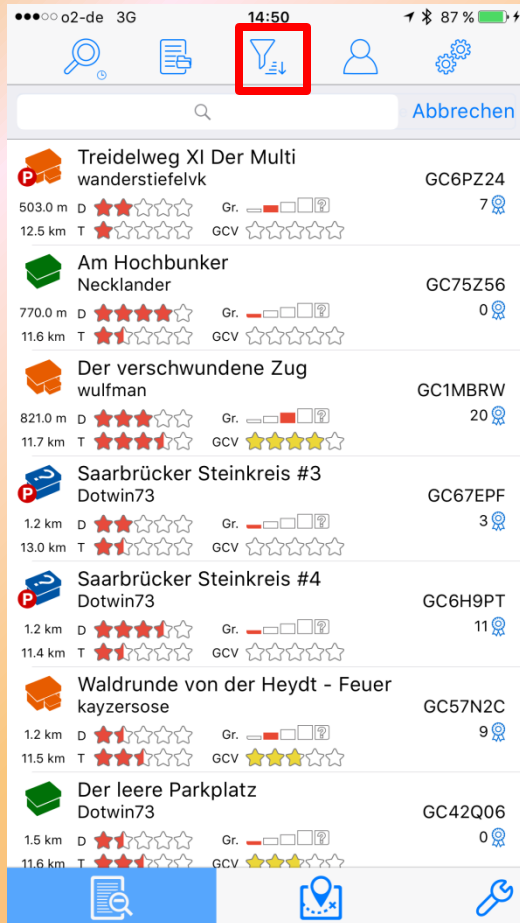 o2-de 3G 14:50 87 %
Abbrechen
Treidelweg XI Der Multi
wanderstiefelvk GC6PZ24
503.0 m D Gr. ? 7
12.5 km T GCV
P
Am Hochbunker
Necklander GC75Z56
770.0 m D Gr. ? 0
11.6 km T GCV
Der verschwundene Zug
wulfman GC1MBRW
821.0 m D Gr. ? 20
11.7 km T GCV
Saarbrücker Steinkreis #3
Dotwin73 GC67EPF
? P
1.2 km D Gr. ? 3
13.0 km T GCV
Saarbrücker Steinkreis #4
Dotwin73 GC6H9PT
? P
1.2 km D Gr. ? 11
11.4 km T GCV
Waldrunde von der Heydt - Feuer
kayzersose GC57N2C
1.2 km D Gr. ? 9
11.5 km T GCV
Der leere Parkplatz
Dotwin73 GC42Q06
1.5 km D Gr. ? 0
11.6 km T GCV